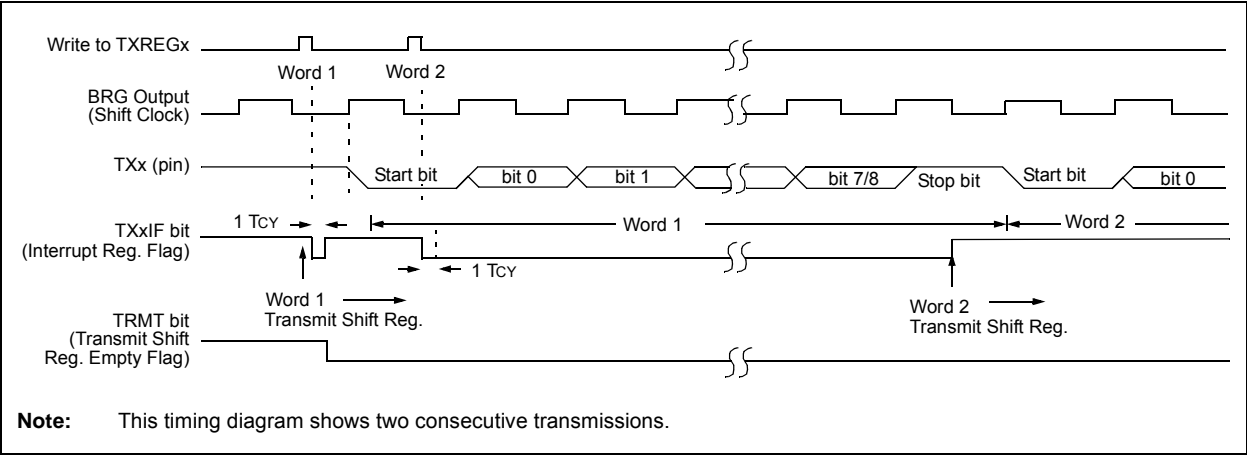 Write to TXREGx
Word 1
Word 2
BRG Output
(Shift Clock)
TXx (pin)
Start bit
bit 0
bit 1
bit 7/8
Stop bit
Start bit
bit 0
1 TCY
Word 1
Word 2
TXxIF bit
(Interrupt Reg. Flag)
1 TCY
Word 1
Transmit Shift Reg.
Word 2
Transmit Shift Reg.
TRMT bit
(Transmit Shift
Reg. Empty Flag)
Note: This timing diagram shows two consecutive transmissions.